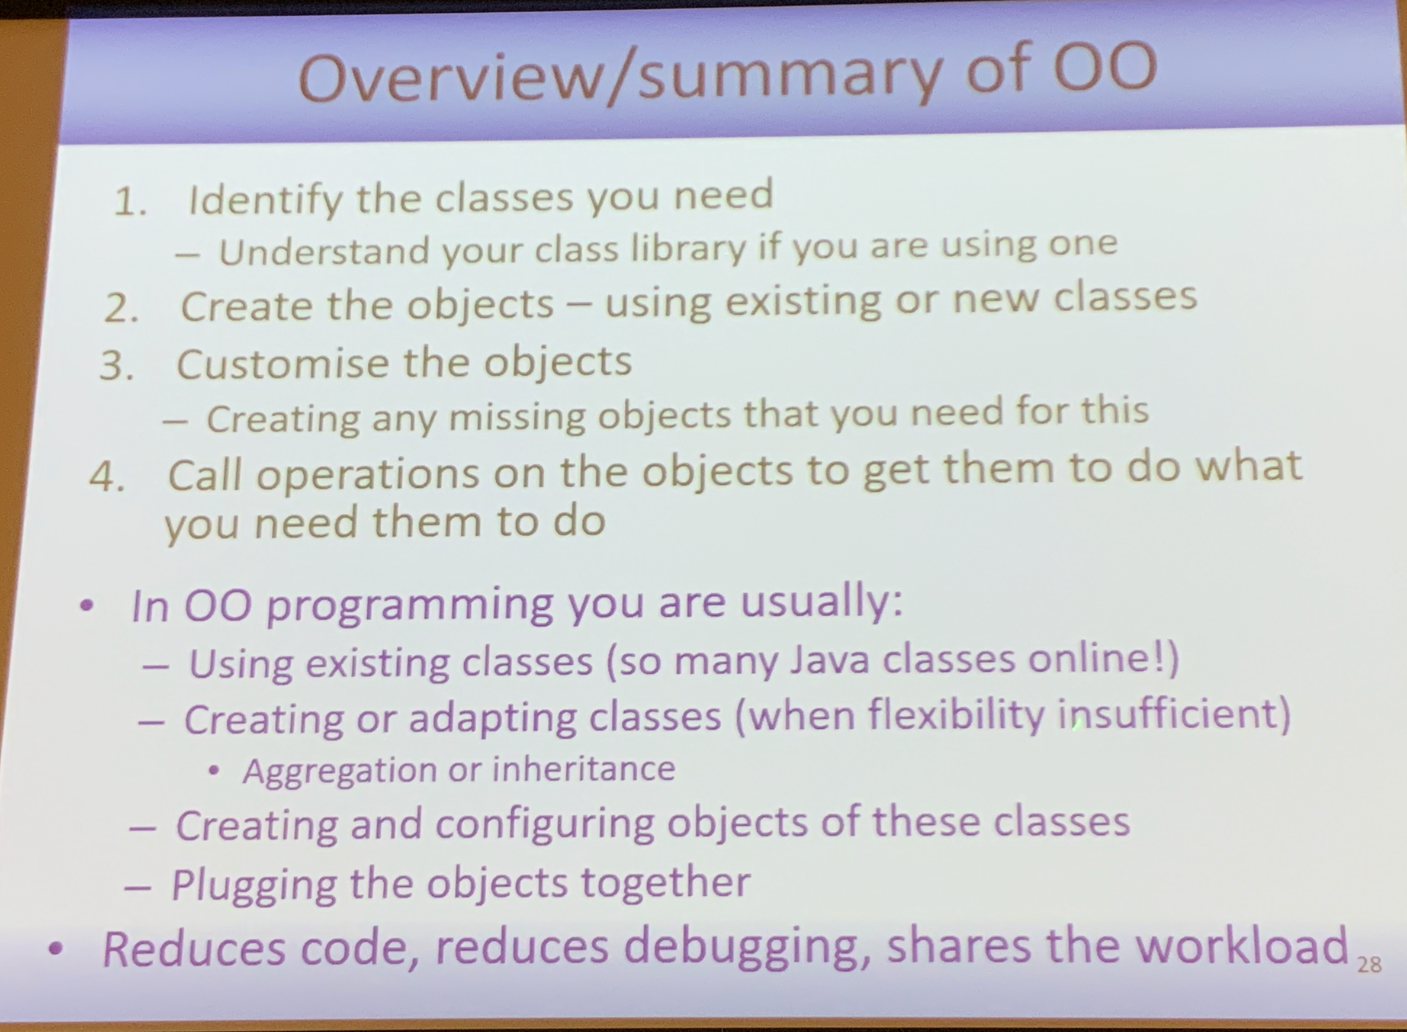 Overview/summary of OO
1. Identify the classes you need
– Understand your class library if you are using one
2. Create the objects – using existing or new classes
3. Customise the objects
– Creating any missing objects that you need for this
4. Call operations on the objects to get them to do what
you need them to do
• In OO programming you are usually:
– Using existing classes (so many Java classes online!)
– Creating or adapting classes (when flexibility insufficient)
• Aggregation or inheritance
– Creating and configuring objects of these classes
– Plugging the objects together
• Reduces code, reduces debugging, shares the workload
28